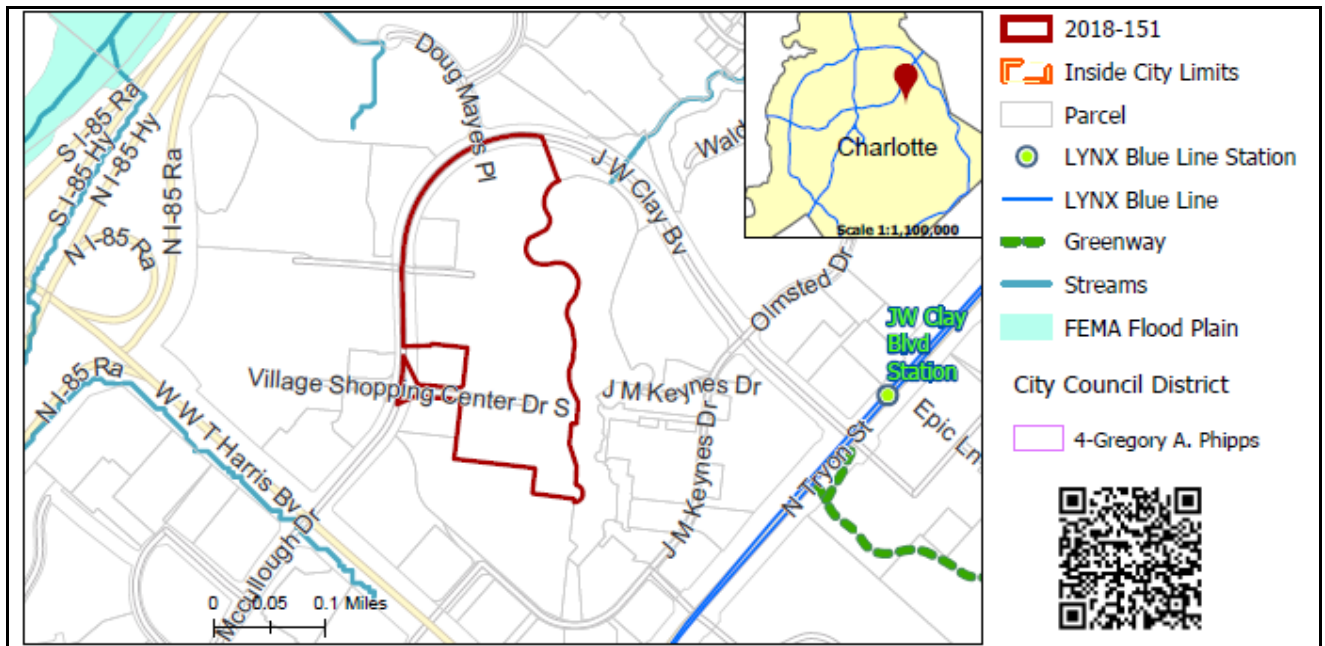 Doug Mayes Pl
S I-85 Ra
S I-85 Hy
N I-85 Hy
N I-85 Ra
N I-85 Ra
J W Clay Bv
Wald
Charlotte
Scale 1:1,100,000
Olmsted Dr
JW Clay
Blvd
Station
N I-85 Ra
Village Shopping Center Dr S
J M Keynes Dr
J M Keynes Dr
Epic Ln
N Tryon St
W W T Harris Bv
Mccullough Dr
0 0.05 0.1 Miles
2018-151
Inside City Limits
Parcel
LYNX Blue Line Station
LYNX Blue Line
Greenway
Streams
FEMA Flood Plain
City Council District
4-Gregory A. Phipps